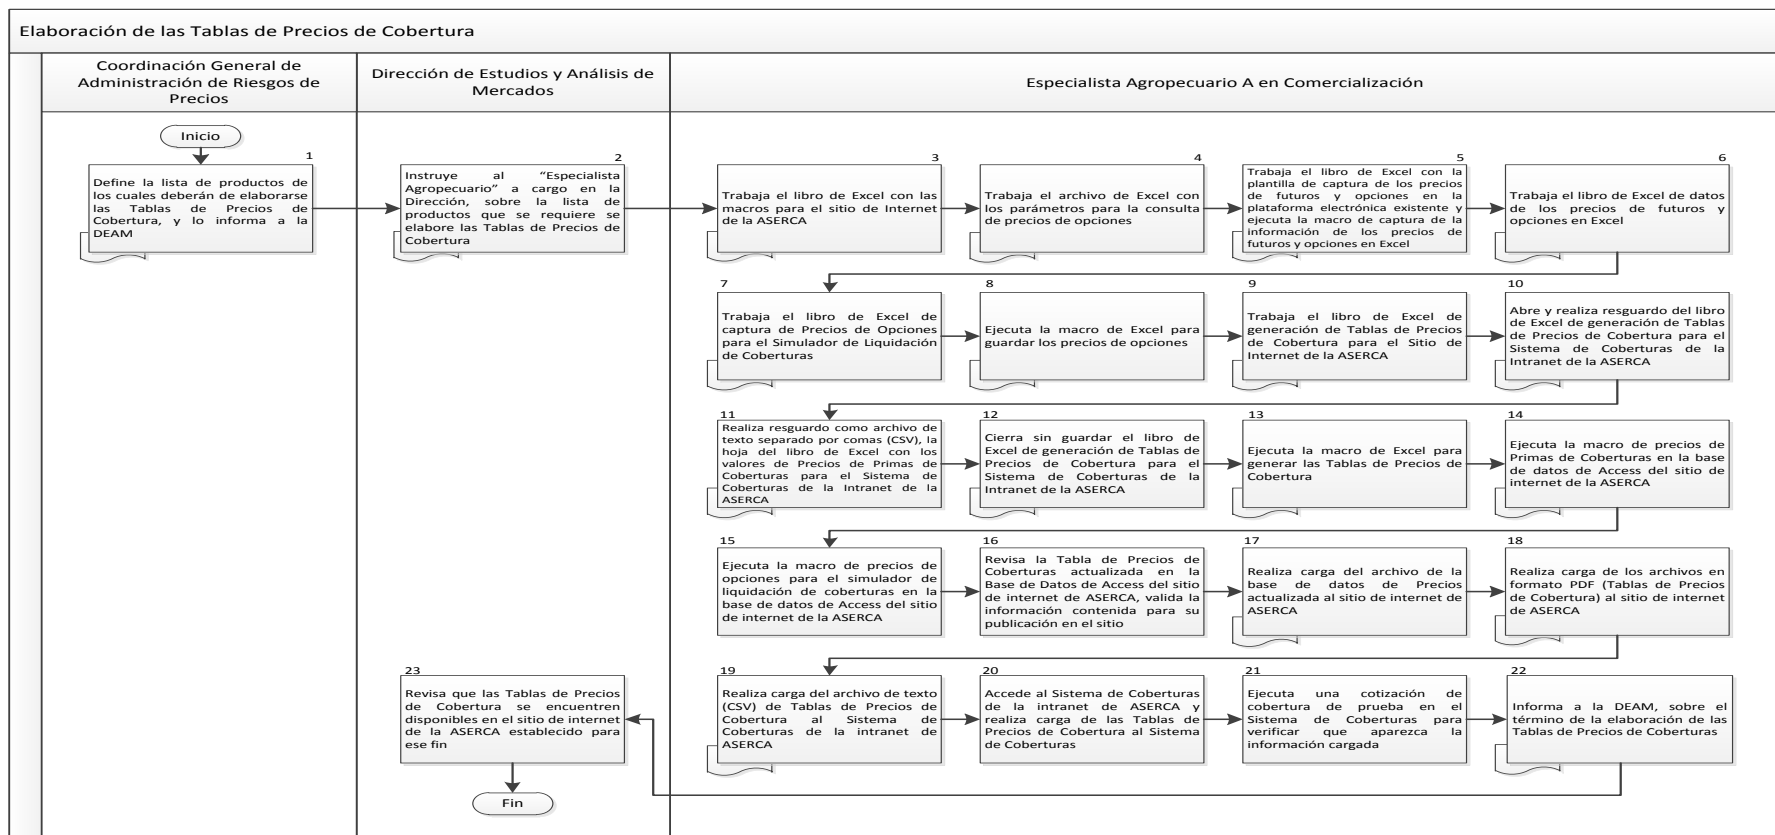 Elaboración de las Tablas de Precios de Cobertura
Coordinación General de
Administración de Riesgos de
Precios
Dirección de Estudios y Análisis de
Mercados
Especialista Agropecuario A en Comercialización
Inicio
1
Define la lista de productos de
los cuales deberán de elaborarse
las Tablas de Precios de
Cobertura, y lo informa a la
DEAM
2
Instruye al “Especialista
Agropecuario” a cargo en la
Dirección, sobre la lista de
productos que se requiere se
elabore las Tablas de Precios de
Cobertura
3
Trabaja el libro de Excel con las
macros para el sitio de Internet de
la ASERCA
4
Trabaja el archivo de Excel con
los parámetros para la consulta
de precios de opciones
5
Trabaja el libro de Excel con la
plantilla de captura de los precios
de futuros y opciones en la
plataforma electrónica existente y
ejecuta la macro de captura de la
información de los precios de
futuros y opciones en Excel
6
Trabaja el libro de Excel de datos
de los precios de futuros y
opciones en Excel
7
Trabaja el libro de Excel de
captura de Precios de Opciones
para el Simulador de Liquidación
de Coberturas
8
Ejecuta la macro de Excel para
guardar los precios de opciones
9
Trabaja el libro de Excel de
generación de Tablas de Precios
de Cobertura para el Sitio de
Internet de la ASERCA
10
Abre y realiza resguardo del libro
de Excel de generación de Tablas
de Precios de Cobertura para el
Sistema de Coberturas de la
Intranet de la ASERCA
11
Realiza resguardo como archivo de
texto separado por comas (CSV), la
hoja del libro de Excel con los
valores de Precios de Primas de
Coberturas para el Sistema de
Coberturas de la Intranet de la
ASERCA
12
Cierra sin guardar el libro de
Excel de generación de Tablas de
Precios de Cobertura para el
Sistema de Coberturas de la
Intranet de la ASERCA
13
Ejecuta la macro de Excel para
generar las Tablas de Precios de
Cobertura
14
Ejecuta la macro de precios de
Primas de Coberturas en la base
de datos de Access del sitio de
internet de la ASERCA
15
Ejecuta la macro de precios de
opciones para el simulador de
liquidación de coberturas en la
base de datos de Access del sitio
de internet de la ASERCA
16
Revisa la Tabla de Precios de
Coberturas actualizada en la
Base de Datos de Access del sitio
de internet de ASERCA, valida la
información contenida para su
publicación en el sitio
17
Realiza carga del archivo de la
base de datos de Precios
actualizada al sitio de internet de
ASERCA
18
Realiza carga de los archivos en
formato PDF (Tablas de Precios
de Cobertura) al sitio de internet
de ASERCA
19
Realiza carga del archivo de texto
(CSV) de Tablas de Precios de
Cobertura al Sistema de
Coberturas de la intranet de
ASERCA
20
Accede al Sistema de Coberturas
de la intranet de ASERCA y
realiza carga de las Tablas de
Precios de Cobertura al Sistema
de Coberturas
21
Ejecuta una cotización de
cobertura de prueba en el
Sistema de Coberturas para
verificar que aparezca la
información cargada
22
Informa a la DEAM, sobre el
término de la elaboración de las
Tablas de Precios de Coberturas
23
Revisa que las Tablas de Precios
de Cobertura se encuentren
disponibles en el sitio de internet
de la ASERCA establecido para
ese fin
Fin